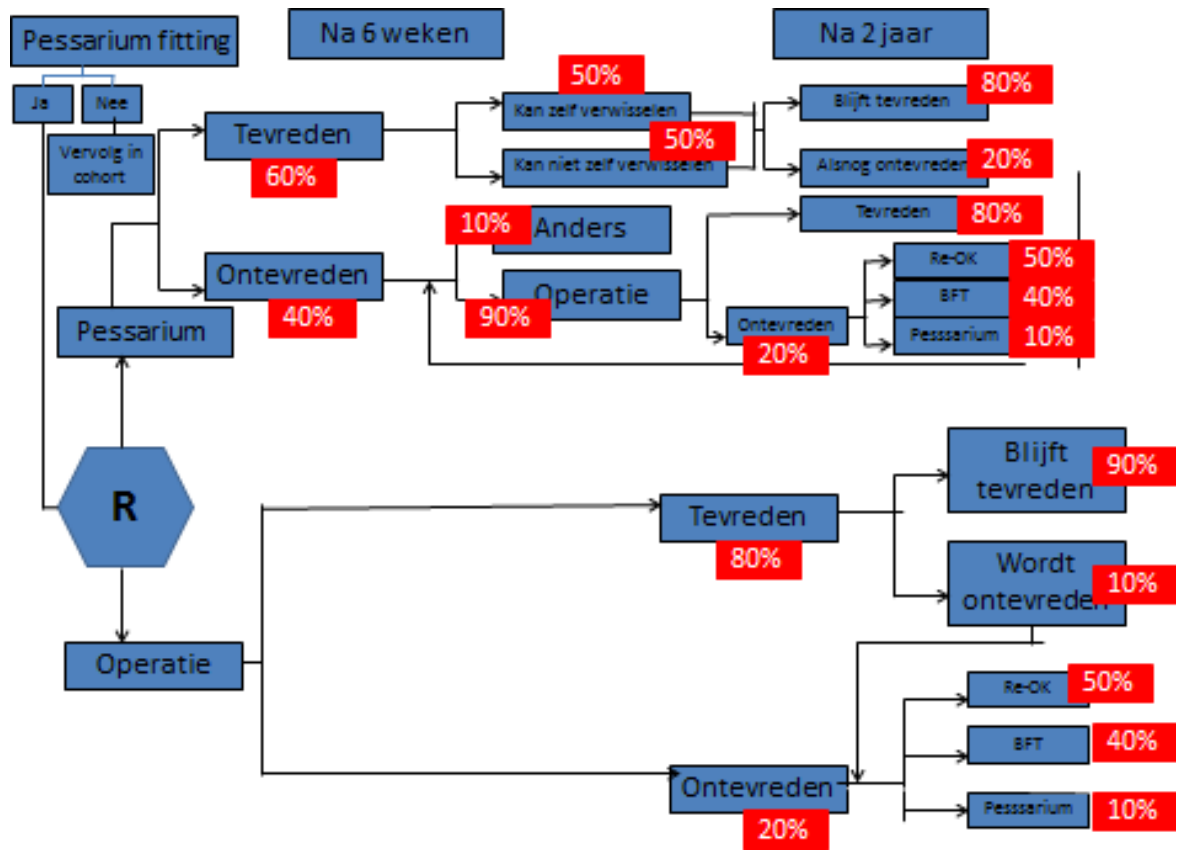 Pessarium fitting
Na 6 weken
Na 2 jaar
Ja
Nee
Vervolg in
cohort
Tevreden
60%
50%
Kan zelf verwisselen
50%
Kan niet zelf verwisselen
Blijft tevreden
80%
Alsnog ontevreden
20%
Ontevreden
40%
10%
Anders
90%
Operatie
Tevreden
80%
Ontevreden
20%
Re-OK
50%
BFT
40%
Pesssarium
10%
Pessarium
R
Operatie
Tevreden
80%
Blijft
tevreden
90%
Wordt
ontevreden
10%
Ontevreden
20%
Re-OK
50%
BFT
40%
Pesssarium
10%